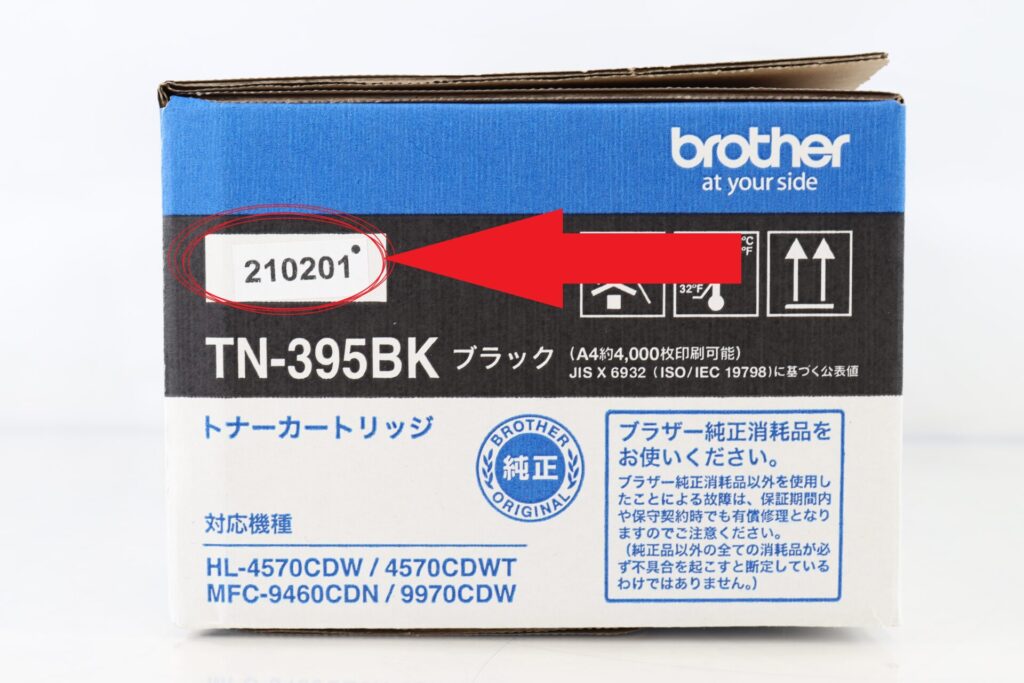 brother
at your side
210201
°C
°F
32°F
TN-395BK ブラック (A4約4,000枚印刷可能)
JIS X 6932 (ISO/IEC 19798)に基づく公表値
トナーカートリッジ
BROTHER
純正
ORIGINAL
ブラザー純正消耗品を
お使いください。
ブラザー純正消耗品以外を使用し
たことによる故障は、保証期間内
や保守契約時でも有償修理となり
ますのでご注意ください。
(純正品以外の全ての消耗品が必
ず不具合を起こすと断定している
わけではありません。)
対応機種
HL-4570CDW / 4570CDWT
MFC-9460CDN / 9970CDW